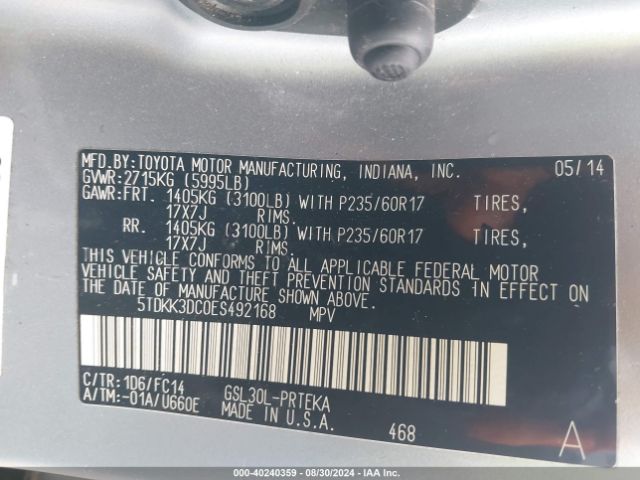 MFD.BY:TOYOTA MOTOR MANUFACTURING, INDIANA, INC. 05/14
GVWR:2715KG (5995LB)
GAWR:FRT. 1405KG (3100LB) WITH P235/60R17 TIRES,
17X7J RIMS.
RR. 1405KG (3100LB) WITH P235/60R17 TIRES,
17X7J RIMS.
THIS VEHICLE CONFORMS TO ALL APPLICABLE FEDERAL MOTOR
VEHICLE SAFETY AND THEFT PREVENTION STANDARDS IN EFFECT ON
THE DATE OF MANUFACTURE SHOWN ABOVE.
5TDKK3DC0ES492168 MPV
C/TR:1D6/FC14
A/TM:-01A/U660E
GSL30L-PRTEKA
MADE IN U.S.A.
468
A
000-40240359 — 08/30/2024 — IAA Inc.